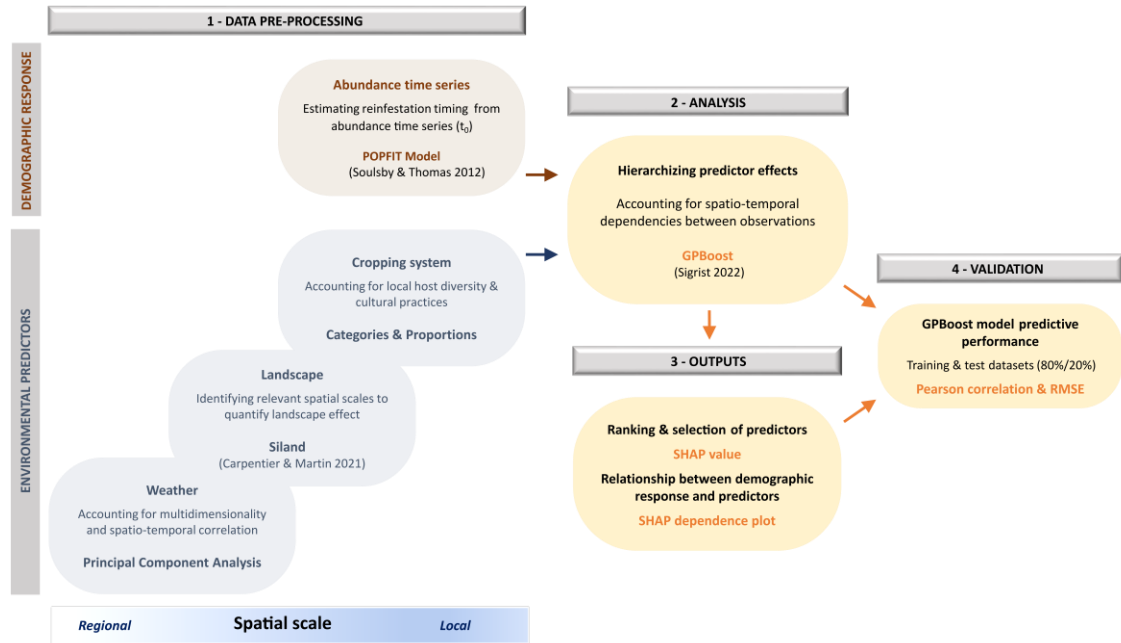 1 - DATA PRE-PROCESSING
DEMOGRAPHIC RESPONSE
Abundance time series
Estimating reinfestation timing from
abundance time series (t₀)
POPFIT Model
(Soulsby & Thomas 2012)
ENVIRONMENTAL PREDICTORS
Cropping system
Accounting for local host diversity &
cultural practices
Categories & Proportions
Landscape
Identifying relevant spatial scales to
quantify landscape effect
Siland
(Carpentier & Martin 2021)
Weather
Accounting for multidimensionality
and spatio-temporal correlation
Principal Component Analysis
Regional Spatial scale Local
2 - ANALYSIS
Hierarchizing predictor effects
Accounting for spatio-temporal
dependencies between observations
GPBoost
(Sigrist 2022)
3 - OUTPUTS
Ranking & selection of predictors
SHAP value
Relationship between demographic
response and predictors
SHAP dependence plot
4 - VALIDATION
GPBoost model predictive
performance
Training & test datasets (80%/20%)
Pearson correlation & RMSE